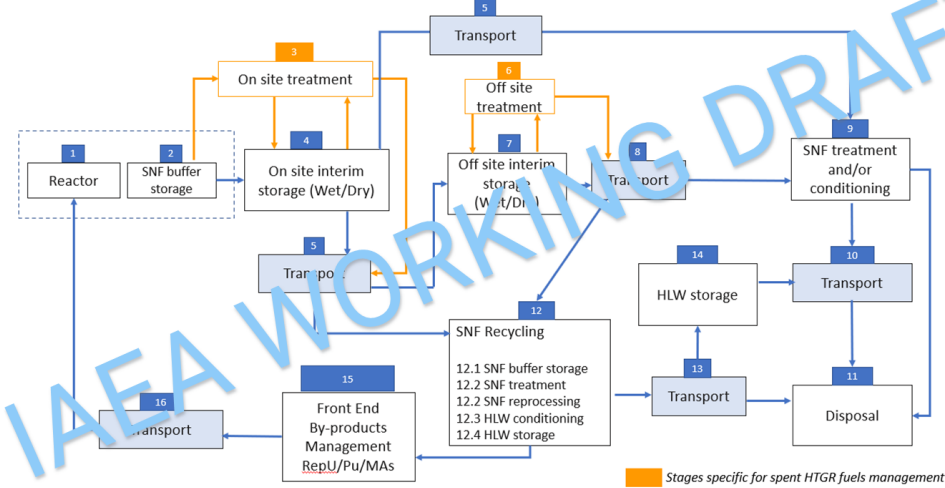 5
Transport
3
On site treatment
6
Off site
treatment
1
Reactor
2
SNF buffer
storage
4
On site interim
storage (Wet/Dry)
7
Off site interim
storage
(Wet/Dry)
8
Transport
9
SNF treatment
and/or
conditioning
5
Transport
14
HLW storage
10
Transport
12
SNF Recycling
12.1 SNF buffer storage
12.2 SNF treatment
12.2 SNF reprocessing
12.3 HLW conditioning
12.4 HLW storage
13
Transport
11
Disposal
15
Front End
By-products
Management
RepU/Pu/MAs
16
Transport
Stages specific for spent HTGR fuels management
IAEA WORKING DRAFT